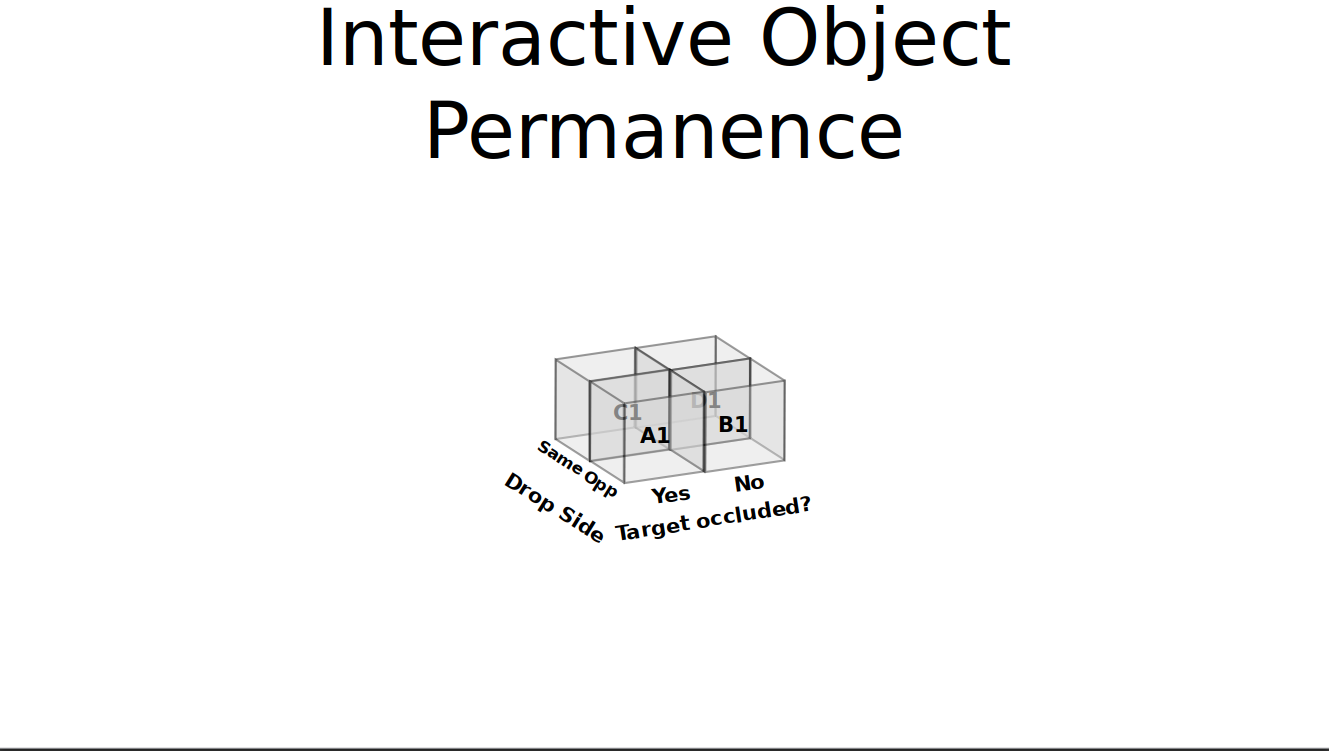 Interactive Object
Permanence
C1
D1
A1
B1
Same
Opp
Drop Side
Yes
No
Target occluded?